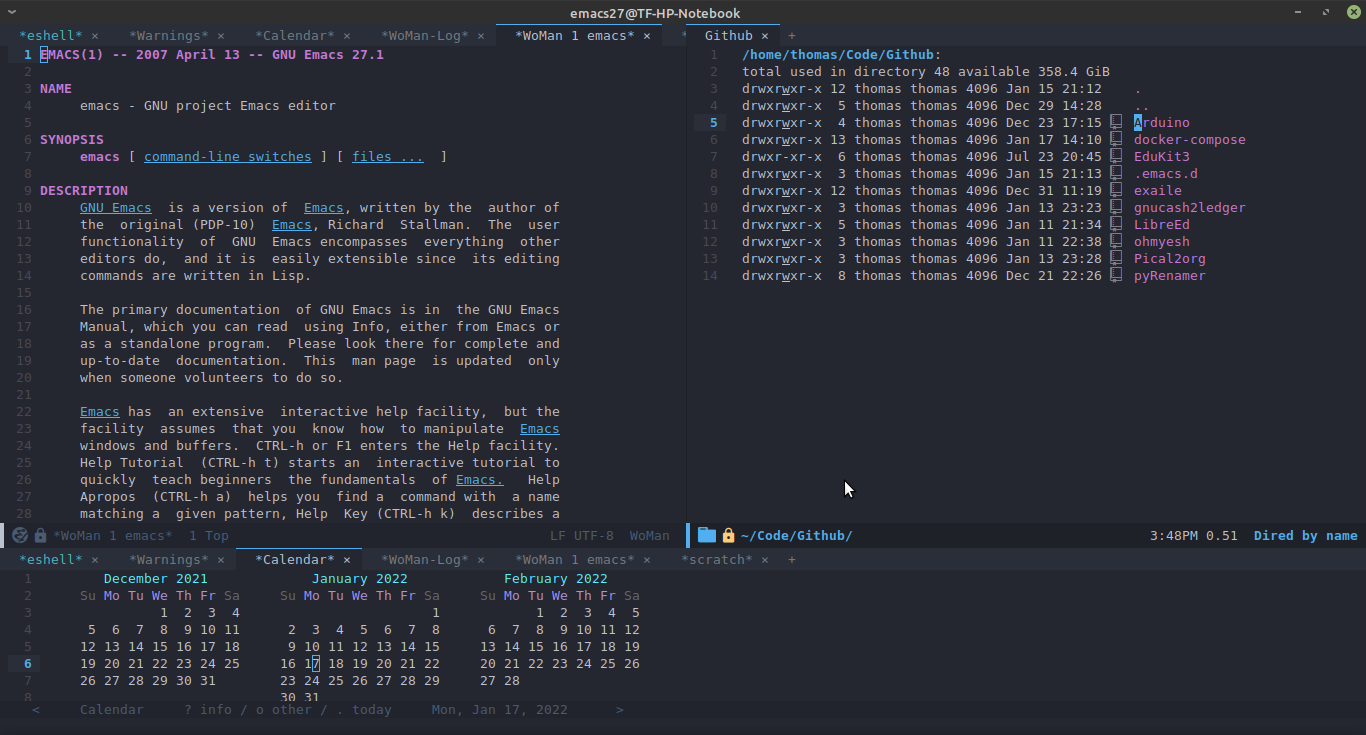 emacs27@TF-HP-Notebook
*eshell* × *Warnings* × *Calendar* × *WoMan-Log* × *WoMan 1 emacs* × *
1 EMACS(1) -- 2007 April 13 -- GNU Emacs 27.1
2
3 NAME
4 emacs - GNU project Emacs editor
5
6 SYNOPSIS
7 emacs [ command-line switches ] [ files ... ]
8
9 DESCRIPTION
10 GNU Emacs is a version of Emacs, written by the author of
11 the original (PDP-10) Emacs, Richard Stallman. The user
12 functionality of GNU Emacs encompasses everything other
13 editors do, and it is easily extensible since its editing
14 commands are written in Lisp.
15
16 The primary documentation of GNU Emacs is in the GNU Emacs
17 Manual, which you can read using Info, either from Emacs or
18 as a standalone program. Please look there for complete and
19 up-to-date documentation. This man page is updated only
20 when someone volunteers to do so.
21
22 Emacs has an extensive interactive help facility, but the
23 facility assumes that you know how to manipulate Emacs
24 windows and buffers. CTRL-h or F1 enters the Help facility.
25 Help Tutorial (CTRL-h t) starts an interactive tutorial to
26 quickly teach beginners the fundamentals of Emacs. Help
27 Apropos (CTRL-h a) helps you find a command with a name
28 matching a given pattern, Help Key (CTRL-h k) describes a
*WoMan 1 emacs* 1 Top LF UTF-8 WoMan
Github × +
1 /home/thomas/Code/Github:
2 total used in directory 48 available 358.4 GiB
3 drwxrwxr-x 12 thomas thomas 4096 Jan 15 21:12 .
4 drwxrwxr-x 5 thomas thomas 4096 Dec 29 14:28 ..
5 drwxrwxr-x 4 thomas thomas 4096 Dec 23 17:15 Arduino
6 drwxrwxr-x 13 thomas thomas 4096 Jan 17 14:10 docker-compose
7 drwxr-xr-x 6 thomas thomas 4096 Jul 23 20:45 EduKit3
8 drwxrwxr-x 3 thomas thomas 4096 Jan 15 21:13 .emacs.d
9 drwxrwxr-x 12 thomas thomas 4096 Dec 31 11:19 exaile
10 drwxrwxr-x 3 thomas thomas 4096 Jan 13 23:23 gnucash2ledger
11 drwxrwxr-x 5 thomas thomas 4096 Jan 11 21:34 LibreEd
12 drwxrwxr-x 3 thomas thomas 4096 Jan 11 22:38 ohmyesh
13 drwxrwxr-x 3 thomas thomas 4096 Jan 13 23:28 Pical2org
14 drwxrwxr-x 8 thomas thomas 4096 Dec 21 22:26 pyRenamer
~/Code/Github/ 3:48PM 0.51 Dired by name
*eshell* × *Warnings* × *Calendar* × *WoMan-Log* × *WoMan 1 emacs* × *scratch* × +
1 December 2021 January 2022 February 2022
2 Su Mo Tu We Th Fr Sa Su Mo Tu We Th Fr Sa Su Mo Tu We Th Fr Sa
3 1 2 3 4 1 1 2 3 4 5
4 5 6 7 8 9 10 11 2 3 4 5 6 7 8 6 7 8 9 10 11 12
5 12 13 14 15 16 17 18 9 10 11 12 13 14 15 13 14 15 16 17 18 19
6 19 20 21 22 23 24 25 16 17 18 19 20 21 22 20 21 22 23 24 25 26
7 26 27 28 29 30 31 23 24 25 26 27 28 29 27 28
8 30 31
< Calendar ? info / o other / . today Mon, Jan 17, 2022 >